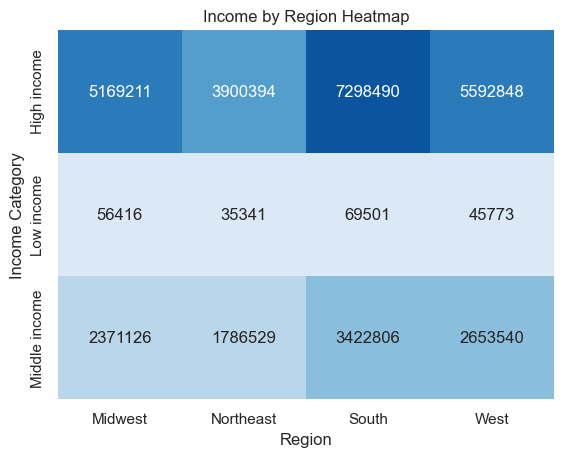 Income by Region Heatmap
Income Category
High income
5169211 3900394 7298490 5592848
Low income
56416 35341 69501 45773
Middle income
2371126 1786529 3422806 2653540
Midwest Northeast South West
Region